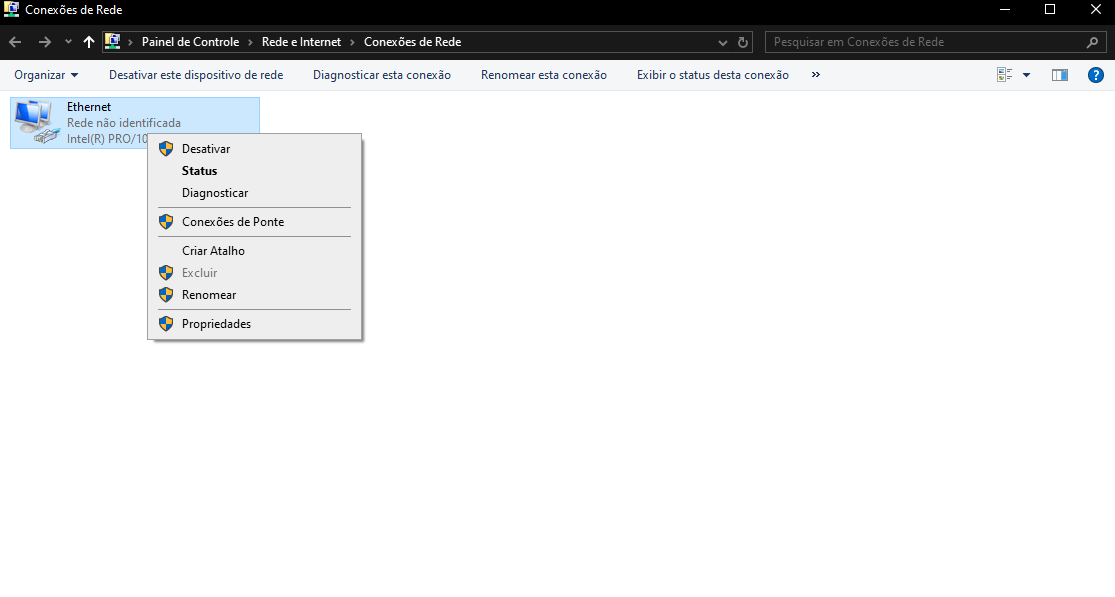 Conexões de Rede
Painel de Controle > Rede e Internet > Conexões de Rede
Pesquisar em Conexões de Rede
Organizar Desativar este dispositivo de rede Diagnosticar esta conexão Renomear esta conexão Exibir o status desta conexão »
Ethernet
Rede não identificada
Intel(R) PRO/10
Desativar
Status
Diagnosticar
Conexões de Ponte
Criar Atalho
Excluir
Renomear
Propriedades